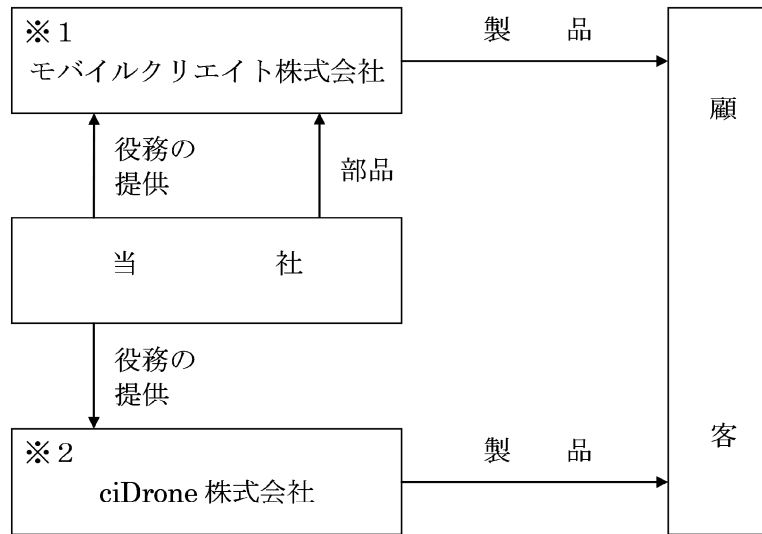 ※１
モバイルクリエイト株式会社
製　　品
顧
客
役務の
提供
部品
当　　　　社
役務の
提供
※２
ciDrone 株式会社
製　　品